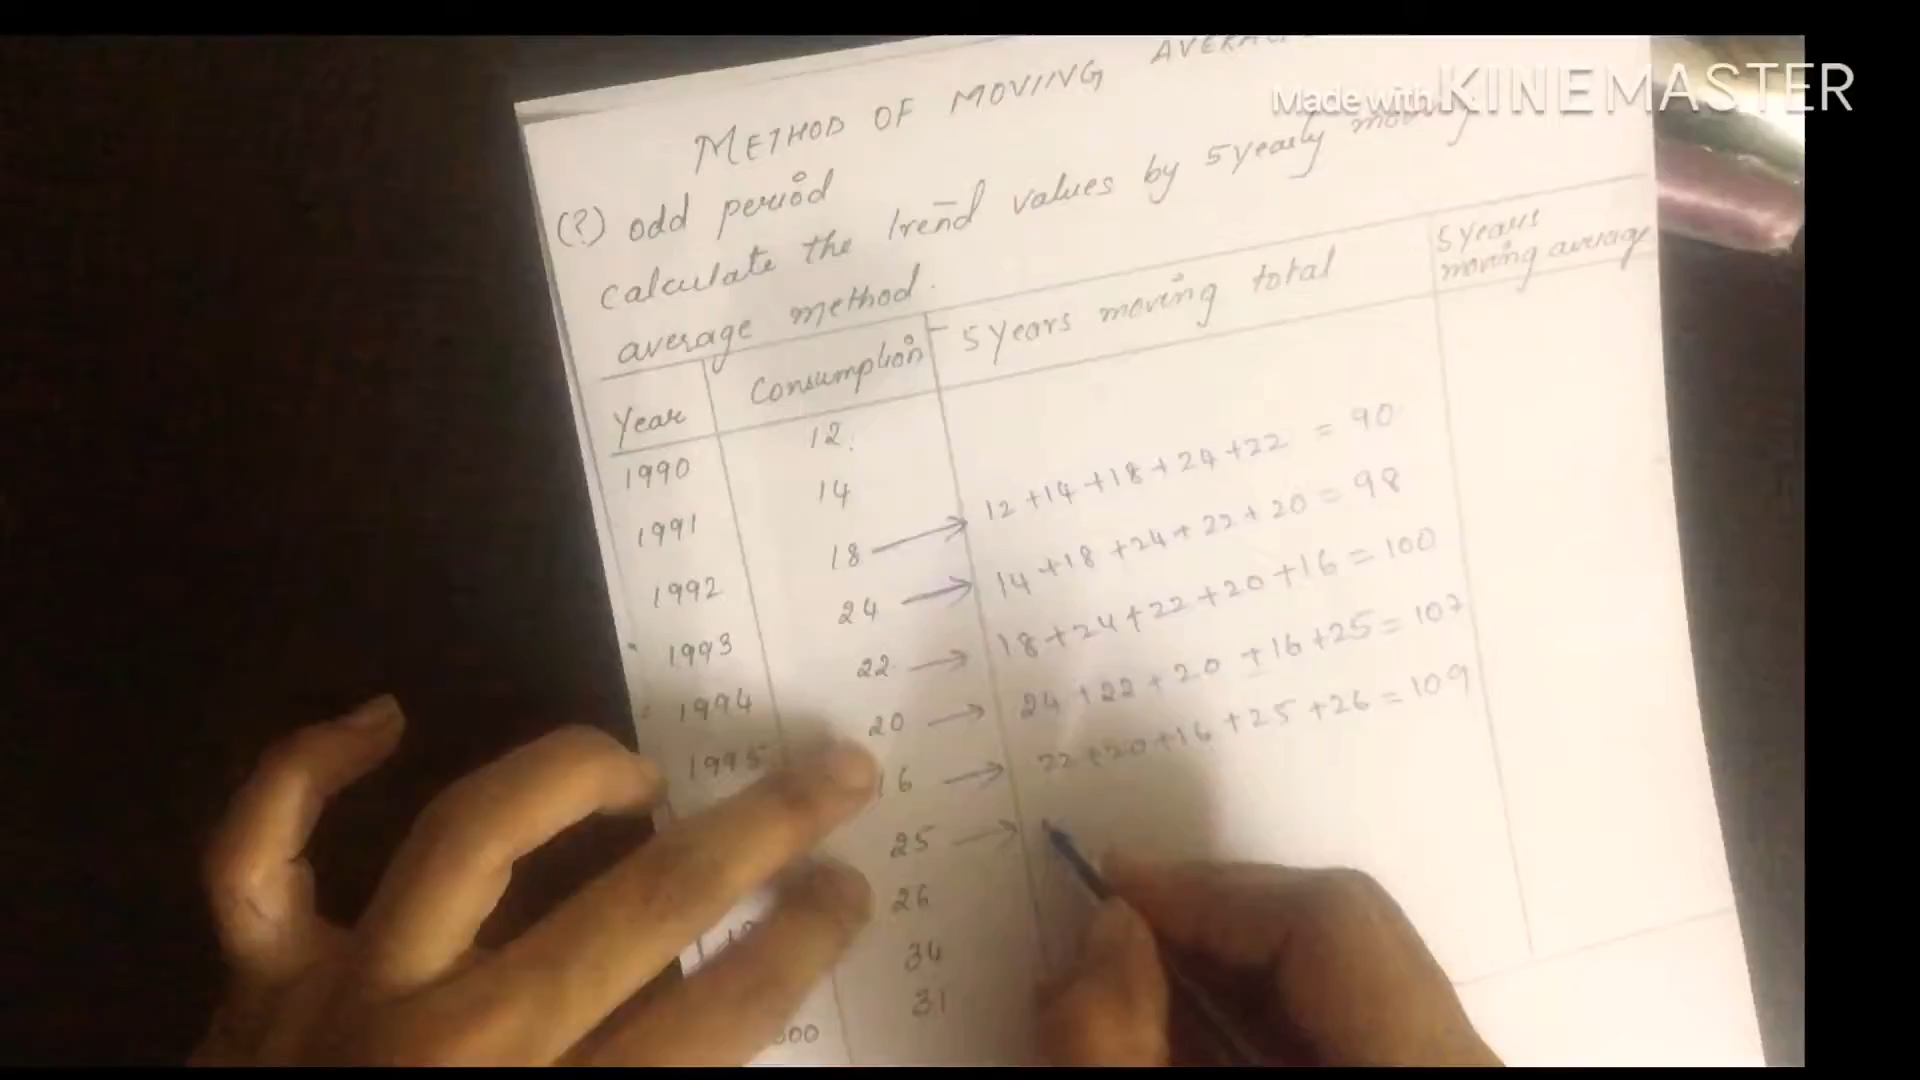 Made with KINEMASTER
METHOD OF MOVING
(?) odd period
calculate the trend values by 5 yearly moving
average method.
Year Consumption 5 Years moving total 5 years moving average
1990 12
1991 14
1992 18 → 12+14+18+24+22 = 90
1993 24 → 14+18+24+22+20 = 98
1994 22 → 18+24+22+20+16 = 100
1995 20 → 24+22+20+16+25 = 107
16 → 22+20+16+25+26 = 109
25 →
26
34
31